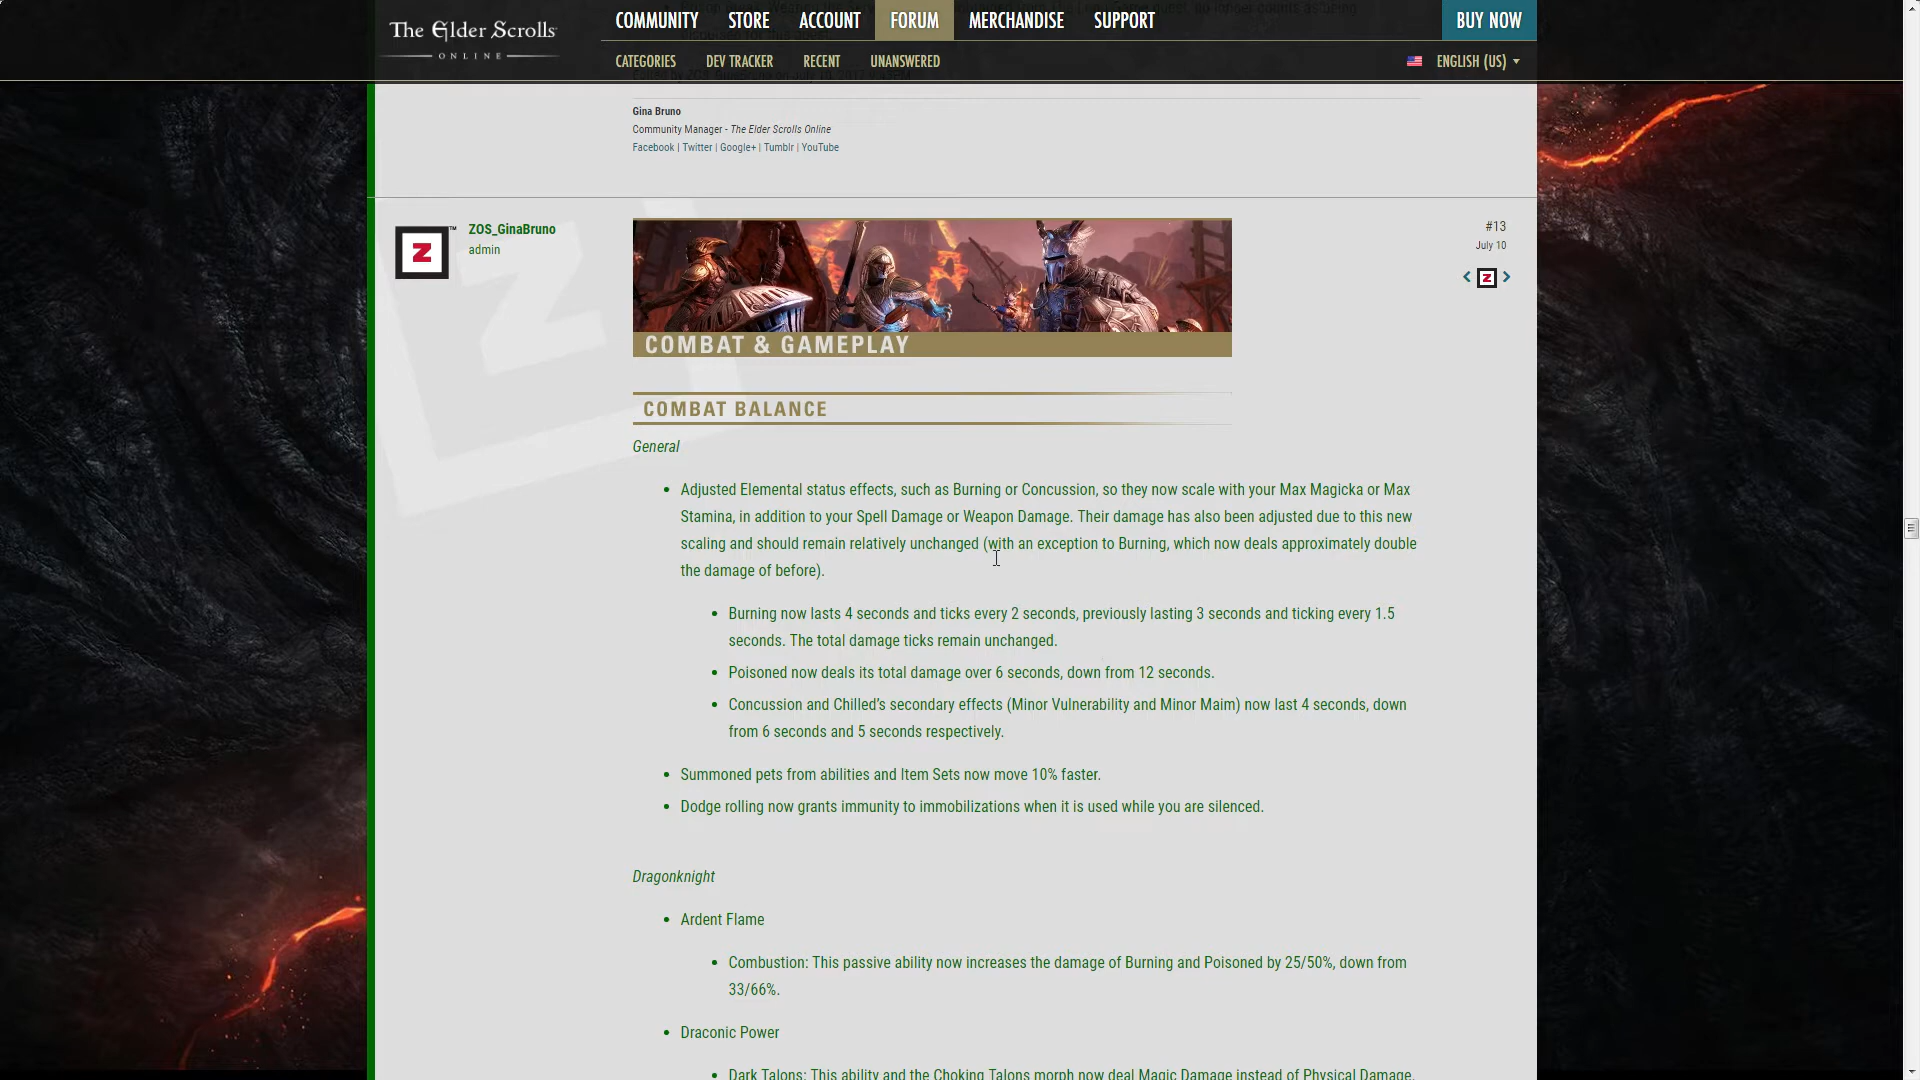 The Elder Scrolls
ONLINE
COMMUNITY STORE ACCOUNT FORUM MERCHANDISE SUPPORT BUY NOW
CATEGORIES DEV TRACKER RECENT UNANSWERED ENGLISH (US)
Gina Bruno
Community Manager - The Elder Scrolls Online
Facebook | Twitter | Google+ | Tumblr | YouTube
ZOS_GinaBruno
admin
#13
July 10
COMBAT & GAMEPLAY
COMBAT BALANCE
General
• Adjusted Elemental status effects, such as Burning or Concussion, so they now scale with your Max Magicka or Max
Stamina, in addition to your Spell Damage or Weapon Damage. Their damage has also been adjusted due to this new
scaling and should remain relatively unchanged (with an exception to Burning, which now deals approximately double
the damage of before).
• Burning now lasts 4 seconds and ticks every 2 seconds, previously lasting 3 seconds and ticking every 1.5
seconds. The total damage ticks remain unchanged.
• Poisoned now deals its total damage over 6 seconds, down from 12 seconds.
• Concussion and Chilled’s secondary effects (Minor Vulnerability and Minor Maim) now last 4 seconds, down
from 6 seconds and 5 seconds respectively.
• Summoned pets from abilities and Item Sets now move 10% faster.
• Dodge rolling now grants immunity to immobilizations when it is used while you are silenced.
Dragonknight
• Ardent Flame
• Combustion: This passive ability now increases the damage of Burning and Poisoned by 25/50%, down from
33/66%.
• Draconic Power
• Dark Talons: This ability and the Choking Talons morph now deal Magic Damage instead of Physical Damage.